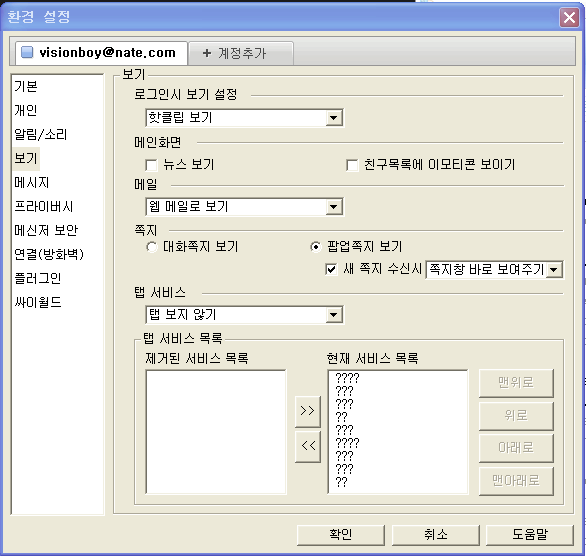 환경 설정
visionboy@nate.com
+ 계정추가
기본
개인
알림/소리
보기
메시지
프라이버시
메신저 보안
연결(방화벽)
플러그인
싸이월드
보기
로그인시 보기 설정
핫클립 보기
메인화면
뉴스 보기
친구목록에 이모티콘 보이기
메일
웹 메일로 보기
쪽지
대화쪽지 보기
팝업쪽지 보기
새 쪽지 수신시
쪽지창 바로 보여주기
탭 서비스
탭 보지 않기
탭 서비스 목록
제거된 서비스 목록
>>
<<
현재 서비스 목록
????
???
???
??
???
????
???
???
??
맨위로
위로
아래로
맨아래로
확인
취소
도움말